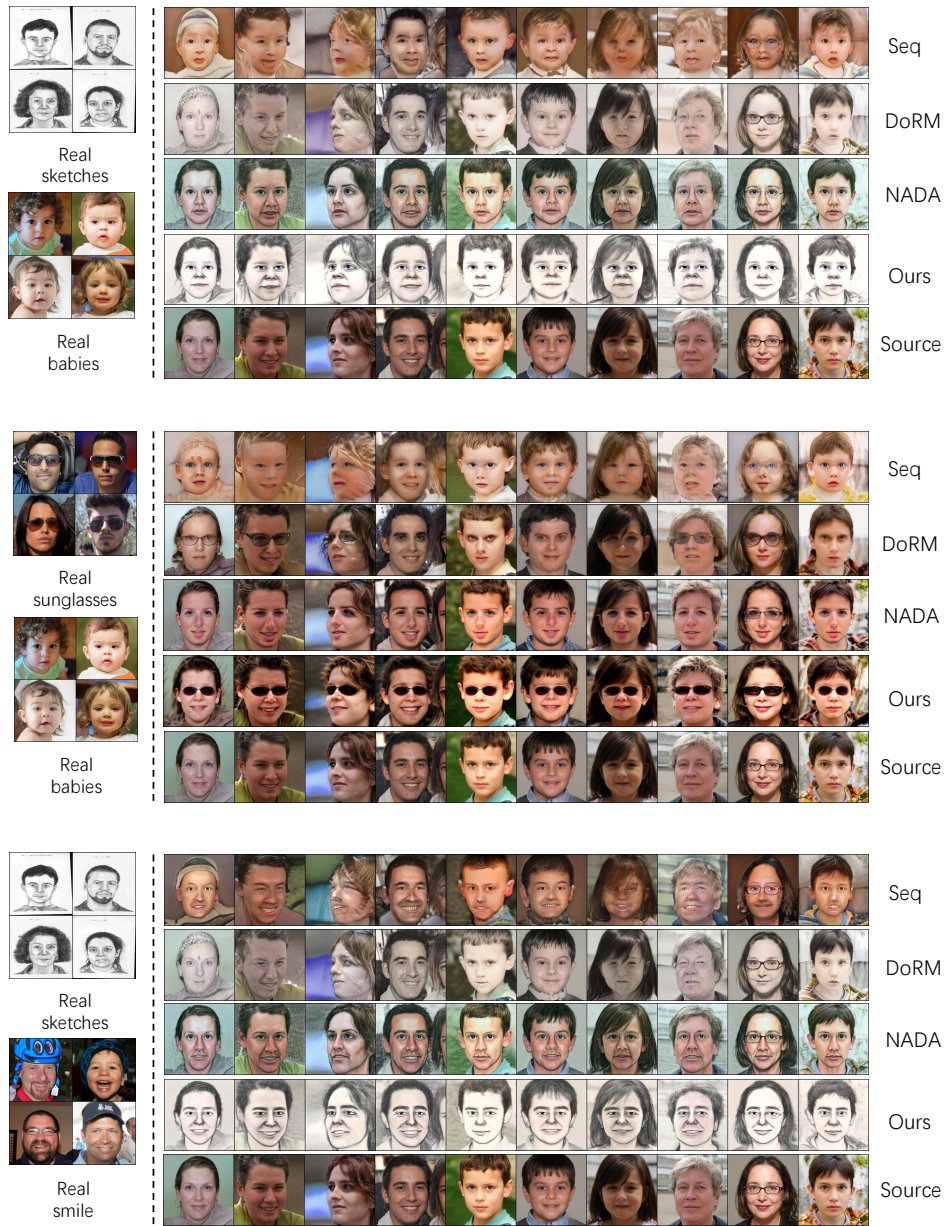 Real
sketches
Real
babies
Seq
DoRM
NADA
Ours
Source
Real
sunglasses
Real
babies
Seq
DoRM
NADA
Ours
Source
Real
sketches
Real
smile
Seq
DoRM
NADA
Ours
Source